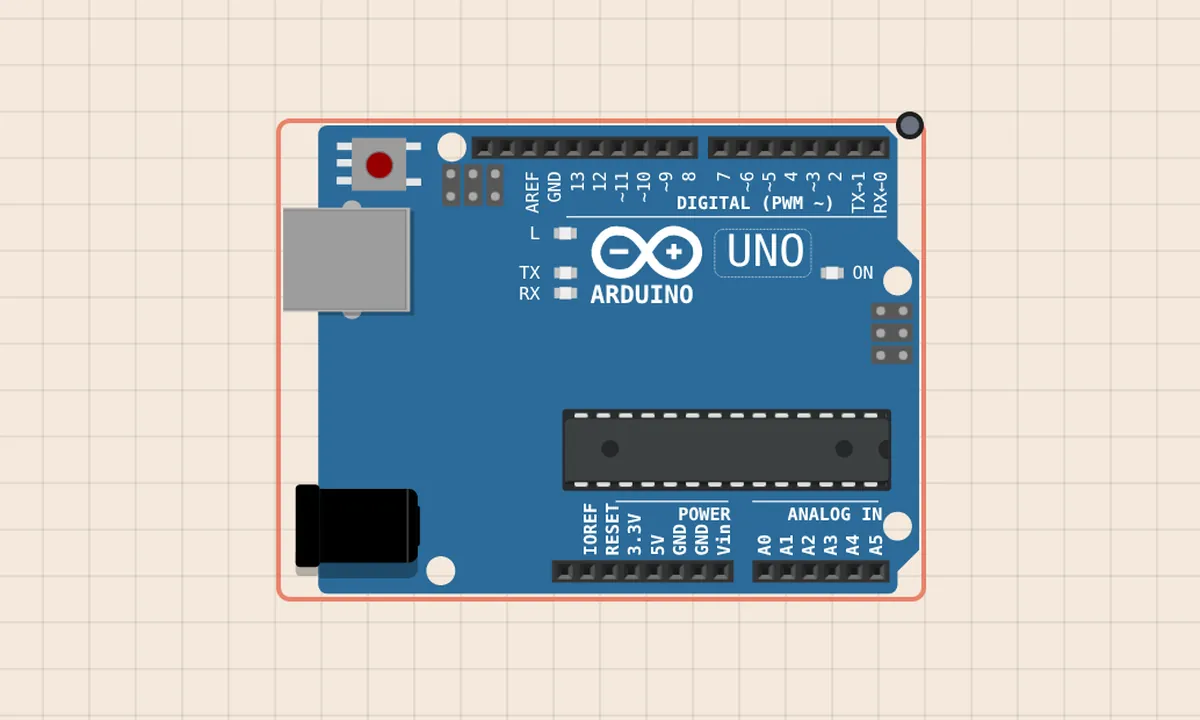 AREF
GND
13
12
~11
~10
~9
8
7
~6
~5
4
~3
2
TX→1
RX←0
DIGITAL (PWM ~)
L
TX
RX
UNO
ON
ARDUINO
IOREF
RESET
3.3V
5V
GND
GND
Vin
POWER
ANALOG IN
A0
A1
A2
A3
A4
A5